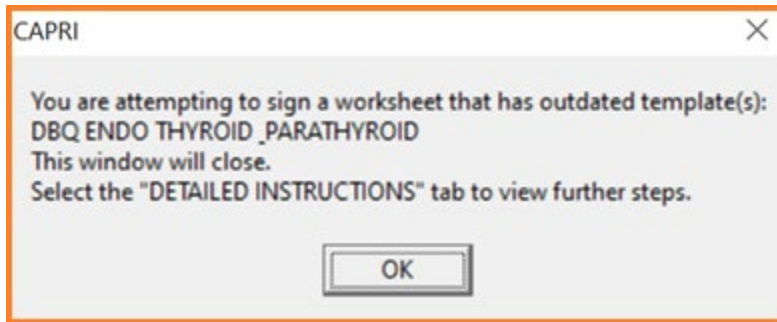 CAPRI
You are attempting to sign a worksheet that has outdated template(s):
DBQ ENDO THYROID _PARATHYROID
This window will close.
Select the "DETAILED INSTRUCTIONS" tab to view further steps.
OK